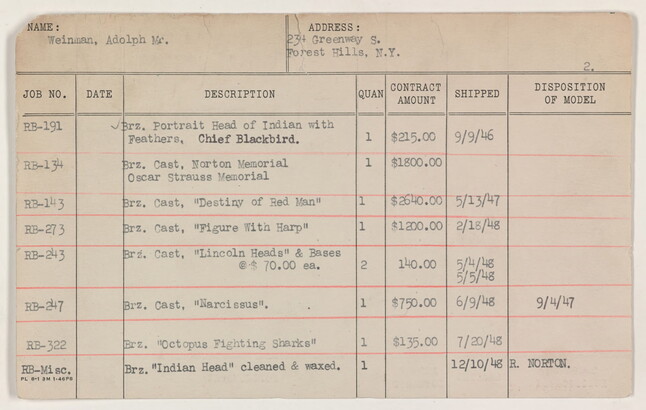 NAME: ADDRESS:
Weinman, Adolph Mr. 234 Greenway S.
Forest Hills, N.Y.
2.
JOB NO. DATE DESCRIPTION QUAN CONTRACT AMOUNT SHIPPED DISPOSITION OF MODEL
RB-191 ✓Brz. Portrait Head of Indian with
Feathers, Chief Blackbird. 1 $215.00 9/9/46
RB-134 Brz. Cast, Norton Memorial 1 $1800.00
Oscar Strauss Memorial
RB-143 Brz. Cast, "Destiny of Red Man" 1 $2640.00 5/13/47
RB-273 Brz. Cast, "Figure With Harp" 1 $1200.00 2/18/48
RB-243 Brz. Cast, "Lincoln Heads" & Bases
@ $ 70.00 ea. 2 140.00 5/4/48
5/5/48
RB-247 Brz. Cast, "Narcissus". 1 $750.00 6/9/48 9/4/47
RB-322 Brz. "Octopus Fighting Sharks" 1 $135.00 7/20/48
RB-Misc. Brz. "Indian Head" cleaned & waxed. 1 12/10/48 R. NORTON.
PL 6-1 3M 1-46PS